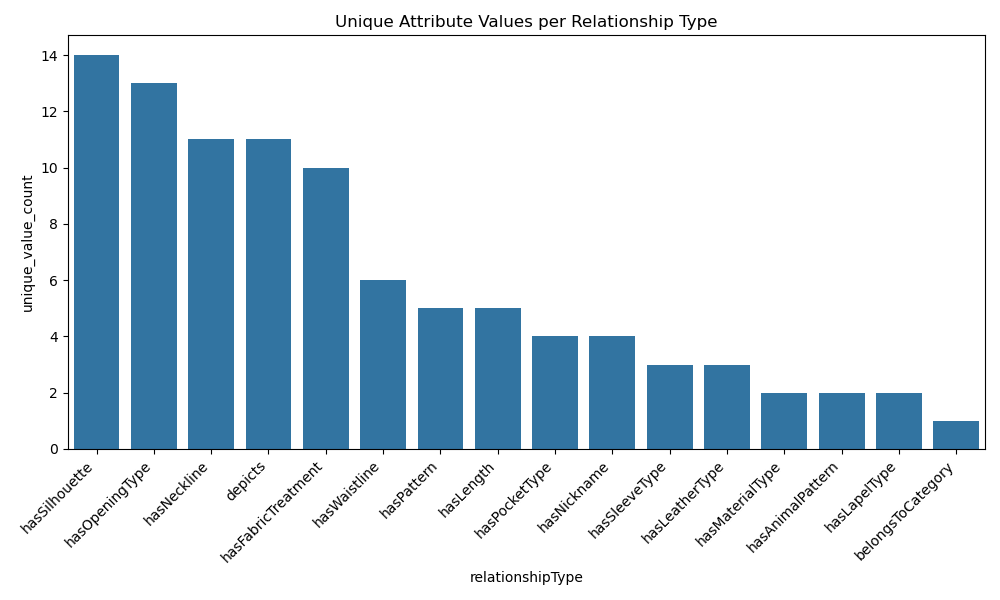 Unique Attribute Values per Relationship Type
unique_value_count
14
12
10
8
6
4
2
0
hasSilhouette
hasOpeningType
hasNeckline
depicts
hasFabricTreatment
hasWaistline
hasPattern
hasLength
hasPocketType
hasNickname
hasSleeveType
hasLeatherType
hasMaterialType
hasAnimalPattern
hasLapelType
belongsToCategory
relationshipType